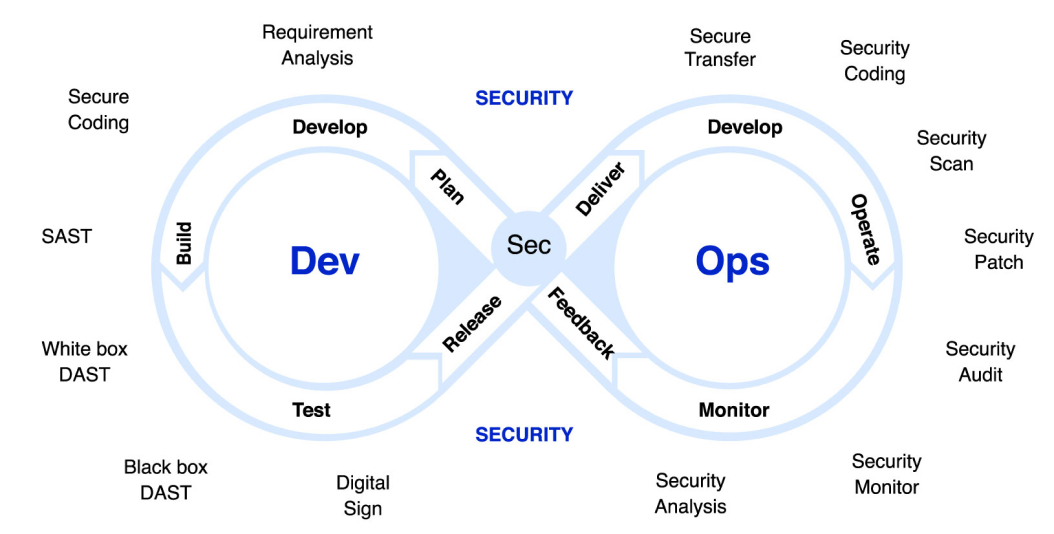 Requirement
Analysis
Secure
Transfer
Security
Coding
SECURITY
Secure
Coding
Develop
Develop
Security
Scan
Plan
Deliver
Build
Operate
SAST
Dev
Sec
Ops
Security
Patch
Release
Feedback
White box
DAST
Security
Audit
Test
Monitor
SECURITY
Black box
DAST
Digital
Sign
Security
Analysis
Security
Monitor